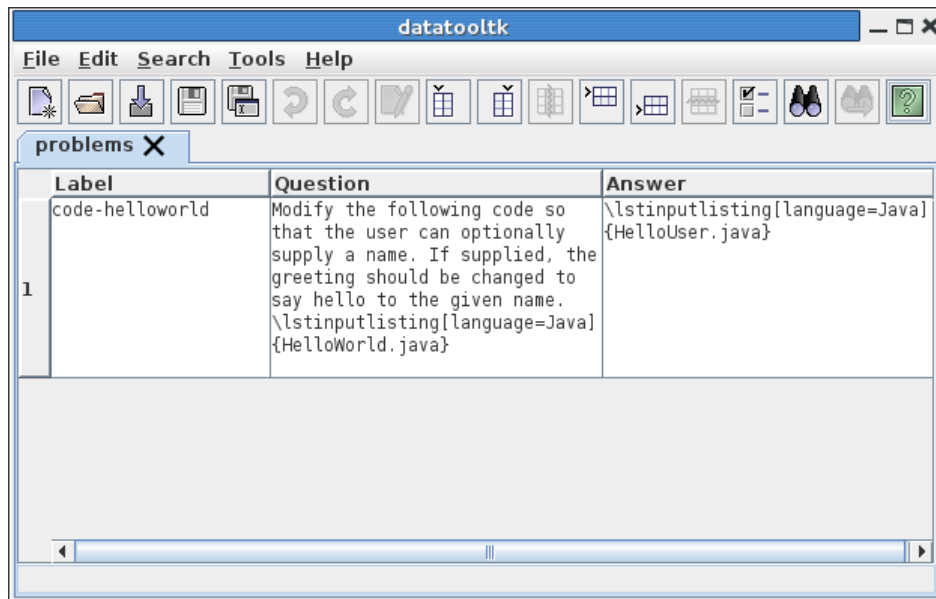 datatooltk
File Edit Search Tools Help
problems
Label Question Answer
1
code-helloworld
Modify the following code so
that the user can optionally
supply a name. If supplied, the
greeting should be changed to
say hello to the given name.
\lstinputlisting[language=Java]
{HelloWorld.java}
\lstinputlisting[language=Java]
{HelloUser.java}